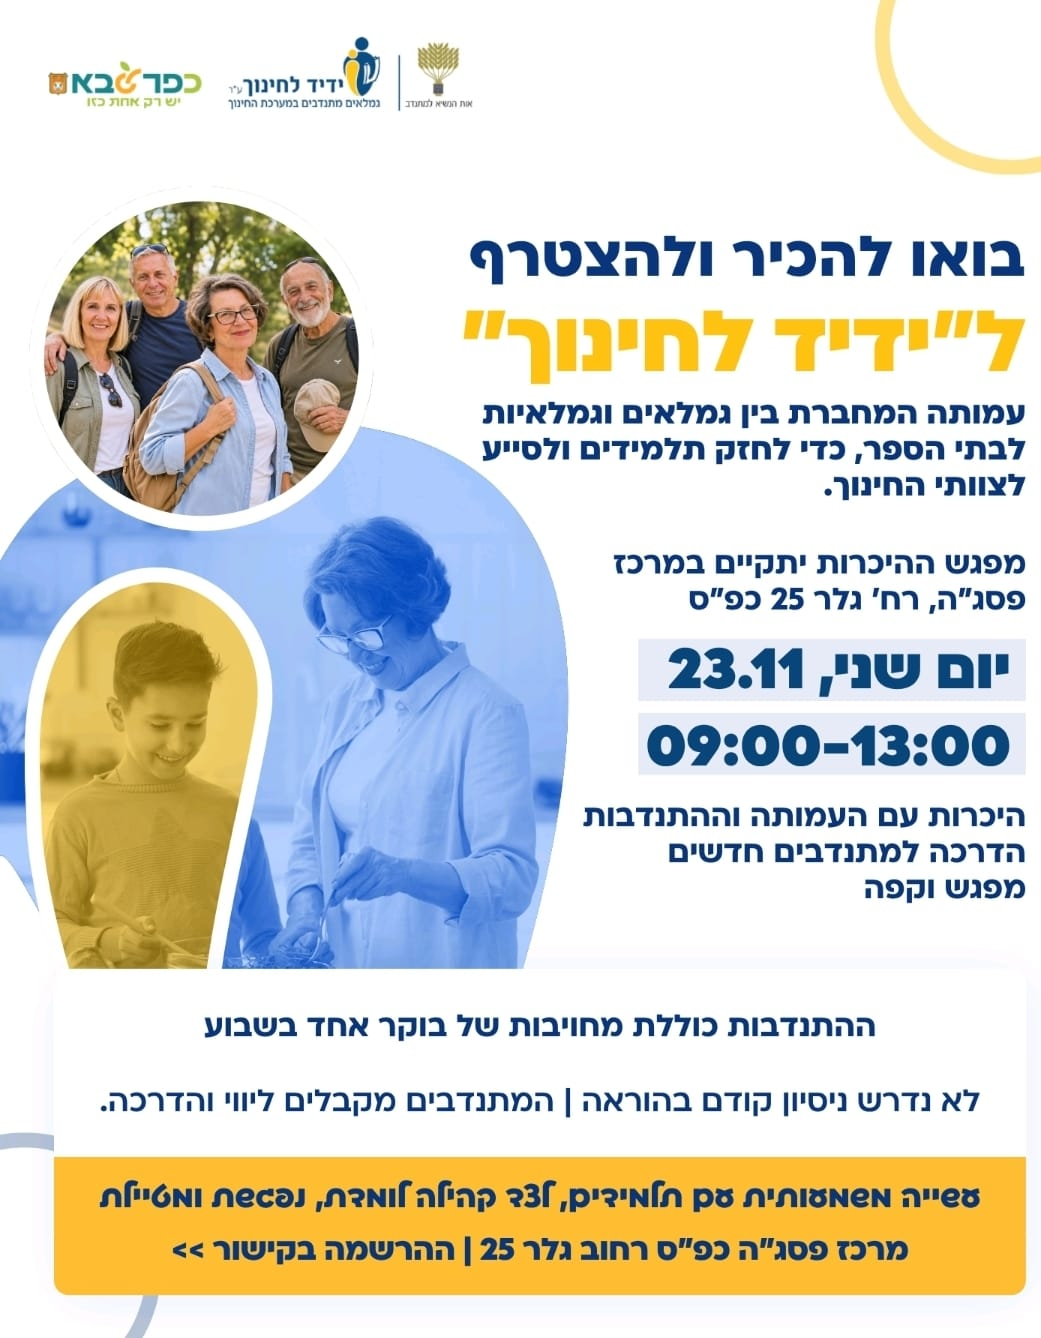 כפר סבא
יש רק אחת כזו
ידיד לחינוך ע"ר
גמלאים מתנדבים במערכת החינוך
אות הנשיא למתנדב
בואו להכיר ולהצטרף
ל"ידיד לחינוך"
עמותה המחברת בין גמלאים וגמלאיות
לבתי הספר, כדי לחזק תלמידים ולסייע
לצוותי החינוך.
מפגש ההיכרות יתקיים במרכז
פסג"ה, רח' גלר 25 כפ"ס
יום שני, 23.11
09:00-13:00
היכרות עם העמותה וההתנדבות
הדרכה למתנדבים חדשים
מפגש וקפה
ההתנדבות כוללת מחויבות של בוקר אחד בשבוע
לא נדרש ניסיון קודם בהוראה | המתנדבים מקבלים ליווי והדרכה.
עשייה משמעותית עם תלמידים, לצד קהילה לומדת, נפגשת ומטיילת
מרכז פסג"ה כפ"ס רחוב גלר 25 | ההרשמה בקישור >>